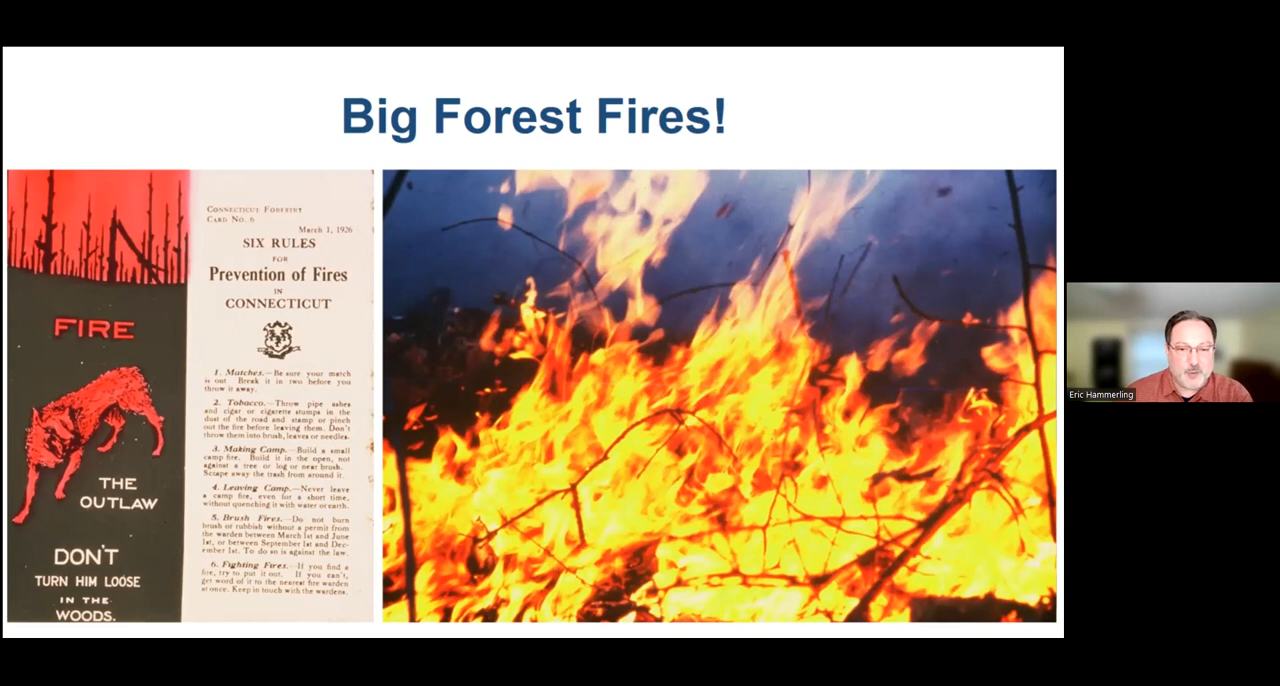 Big Forest Fires!
FIRE
THE
OUTLAW
DON'T
TURN HIM LOOSE
IN THE
WOODS.
CONNECTICUT FORESTRY
CARD NO. 6
March 1, 1926
SIX RULES
FOR
Prevention of Fires
IN
CONNECTICUT
1. Matches.—Be sure your match
is out. Break it in two before you
throw it away.
2. Tobacco.—Throw pipe ashes
and cigar or cigarette stumps in the
dust of the road and stamp or pinch
out the fire before leaving them. Don't
throw them into brush, leaves or needles.
3. Making Camp.—Build a small
camp fire. Build it in the open, not
against a tree or log or near brush.
Scrape away the trash from around it.
4. Leaving Camp.—Never leave
a camp fire, even for a short time,
without quenching it with water or earth.
5. Brush Fires.—Do not burn
brush or rubbish without a permit from
the warden between March 1st and June
1st, or between September 1st and Dec-
ember 1st. To do so is against the law.
6. Fighting Fires.—If you find a
fire, try to put it out. If you can't,
get word of it to the nearest fire warden
at once. Keep in touch with the wardens.
Eric Hammerling